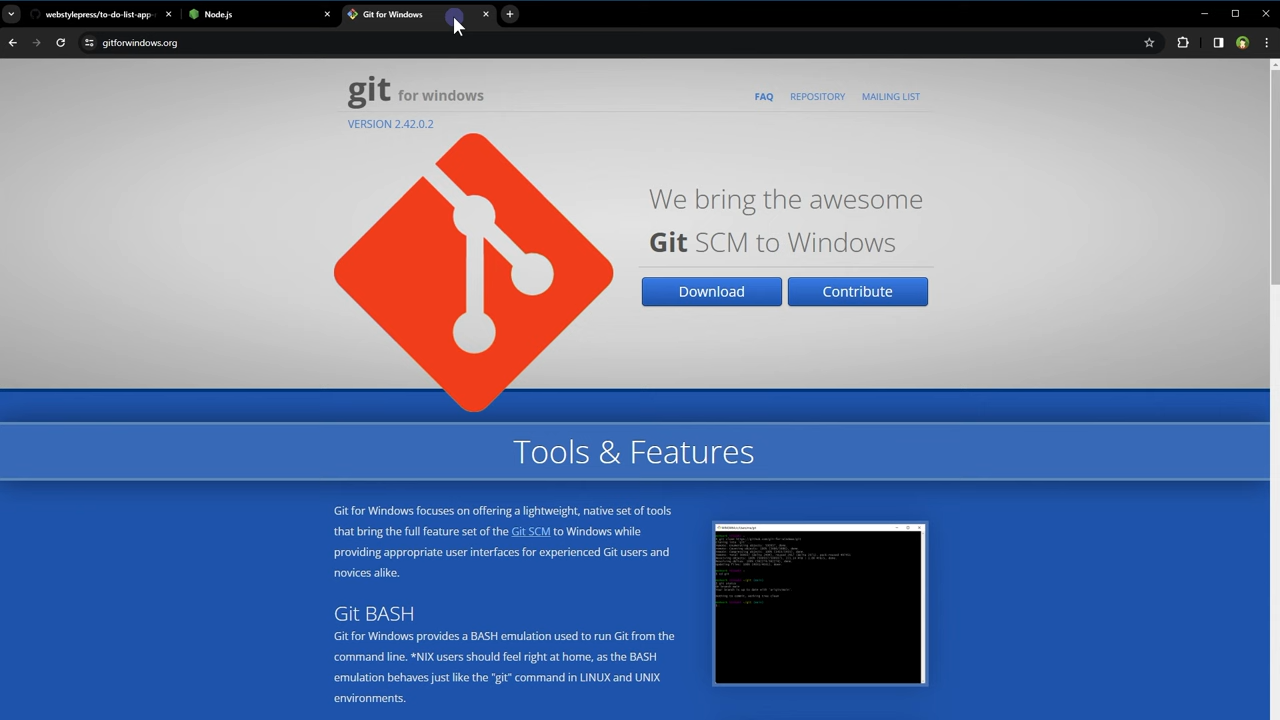 webstylepress/to-do-list-app-
Node.js
Git for Windows
gitforwindows.org
git for windows
FAQ
REPOSITORY
MAILING LIST
VERSION 2.42.0.2
We bring the awesome
Git SCM to Windows
Download
Contribute
Tools & Features
Git for Windows focuses on offering a lightweight, native set of tools
that bring the full feature set of the Git SCM to Windows while
providing appropriate user interfaces for experienced Git users and
novices alike.
Git BASH
Git for Windows provides a BASH emulation used to run Git from the
command line. *NIX users should feel right at home, as the BASH
emulation behaves just like the "git" command in LINUX and UNIX
environments.